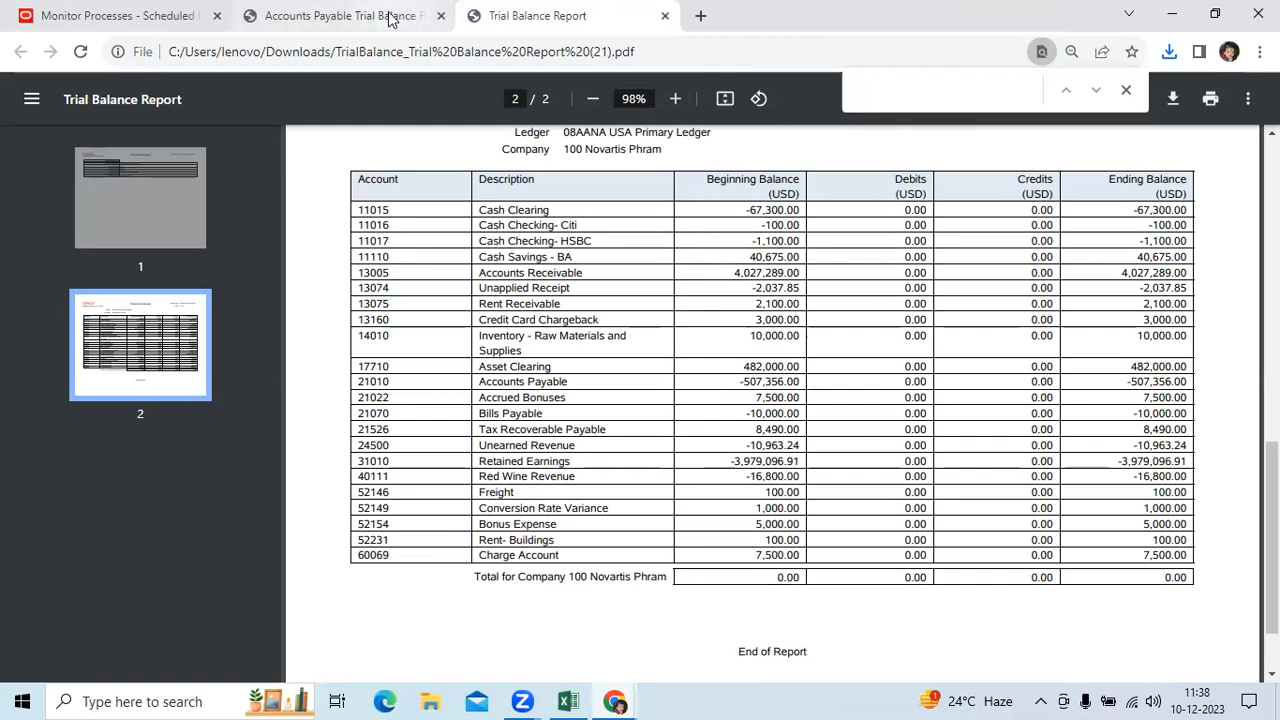 Monitor Processes - Scheduled
Accounts Payable Trial Balance
Trial Balance Report
File
C:/Users/lenovo/Downloads/TrialBalance_Trial%20Balance%20Report%20(21).pdf
Trial Balance Report
2 / 2
98%
1
2
Ledger 08AANA USA Primary Ledger
Company 100 Novartis Phram
Account Description Beginning Balance (USD) Debits (USD) Credits (USD) Ending Balance (USD)
11015 Cash Clearing -67,300.00 0.00 0.00 -67,300.00
11016 Cash Checking- Citi -100.00 0.00 0.00 -100.00
11017 Cash Checking- HSBC -1,100.00 0.00 0.00 -1,100.00
11110 Cash Savings - BA 40,675.00 0.00 0.00 40,675.00
13005 Accounts Receivable 4,027,289.00 0.00 0.00 4,027,289.00
13074 Unapplied Receipt -2,037.85 0.00 0.00 -2,037.85
13075 Rent Receivable 2,100.00 0.00 0.00 2,100.00
13160 Credit Card Chargeback 3,000.00 0.00 0.00 3,000.00
14010 Inventory - Raw Materials and Supplies 10,000.00 0.00 0.00 10,000.00
17710 Asset Clearing 482,000.00 0.00 0.00 482,000.00
21010 Accounts Payable -507,356.00 0.00 0.00 -507,356.00
21022 Accrued Bonuses 7,500.00 0.00 0.00 7,500.00
21070 Bills Payable -10,000.00 0.00 0.00 -10,000.00
21526 Tax Recoverable Payable 8,490.00 0.00 0.00 8,490.00
24500 Unearned Revenue -10,963.24 0.00 0.00 -10,963.24
31010 Retained Earnings -3,979,096.91 0.00 0.00 -3,979,096.91
40111 Red Wine Revenue -16,800.00 0.00 0.00 -16,800.00
52146 Freight 100.00 0.00 0.00 100.00
52149 Conversion Rate Variance 1,000.00 0.00 0.00 1,000.00
52154 Bonus Expense 5,000.00 0.00 0.00 5,000.00
52231 Rent- Buildings 100.00 0.00 0.00 100.00
60069 Charge Account 7,500.00 0.00 0.00 7,500.00
Total for Company 100 Novartis Phram 0.00 0.00 0.00 0.00
End of Report
Type here to search
24°C Haze
11:38
10-12-2023